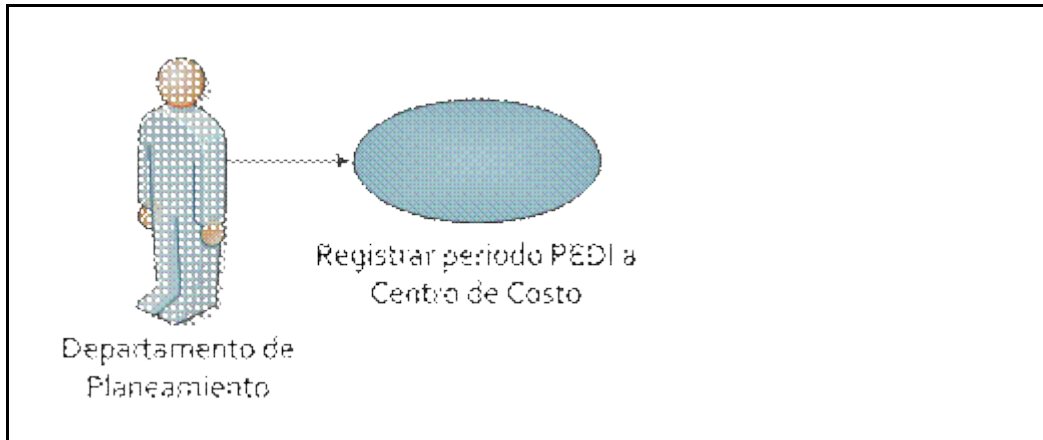 Registrar periodo PEDI a
Centro de Costo
Departamento de
Planeamiento